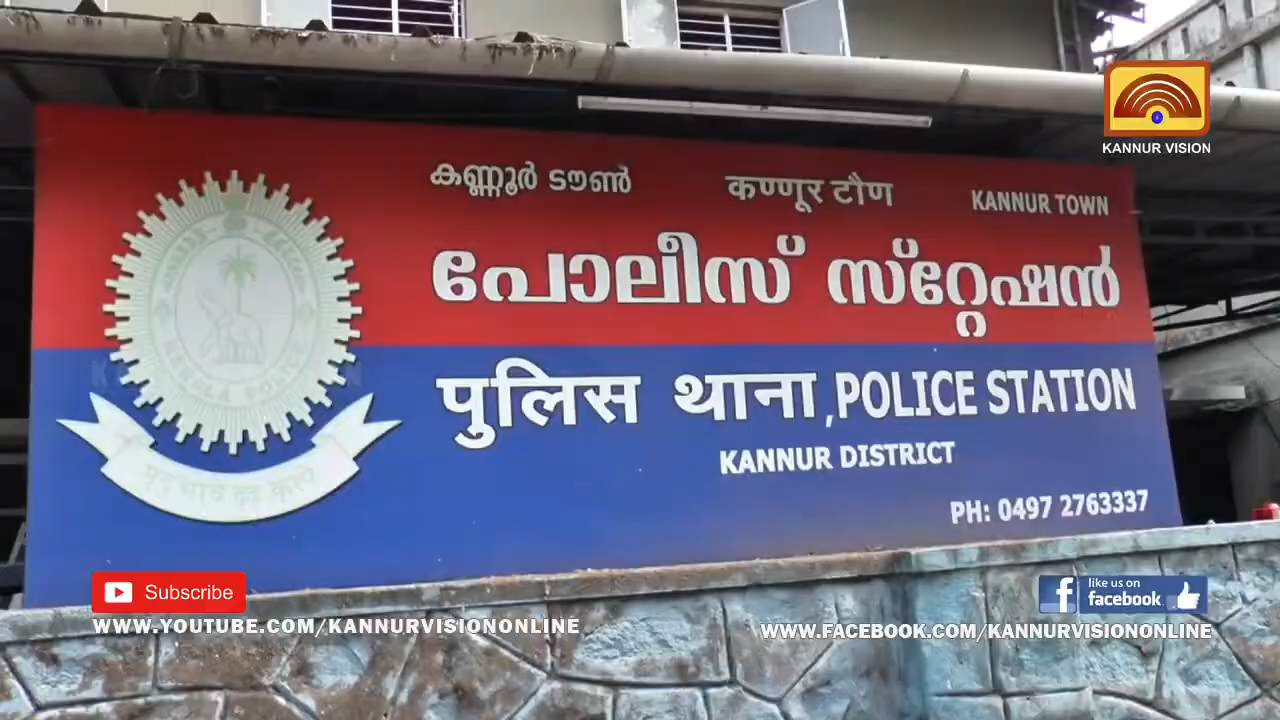 KANNUR VISION
കണ്ണൂർ ടൗൺ कण्णूर टौण KANNUR TOWN
പോലീസ് സ്റ്റേഷൻ
पुलिस थाना, POLICE STATION
KANNUR DISTRICT
PH: 0497 2763337
Subscribe
WWW.YOUTUBE.COM/KANNURVISIONONLINE
like us on
facebook
WWW.FACEBOOK.COM/KANNURVISIONONLINE